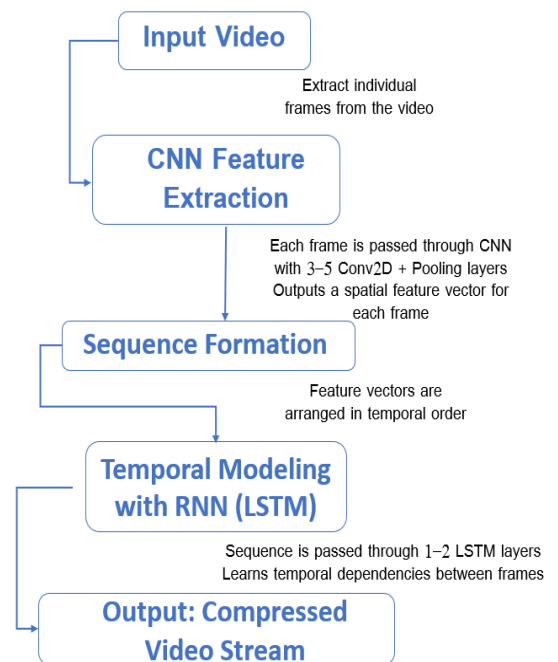 Input Video
Extract individual
frames from the video
CNN Feature
Extraction
Each frame is passed through CNN
with 3–5 Conv2D + Pooling layers
Outputs a spatial feature vector for
each frame
Sequence Formation
Feature vectors are
arranged in temporal order
Temporal Modeling
with RNN (LSTM)
Sequence is passed through 1–2 LSTM layers
Learns temporal dependencies between frames
Output: Compressed
Video Stream